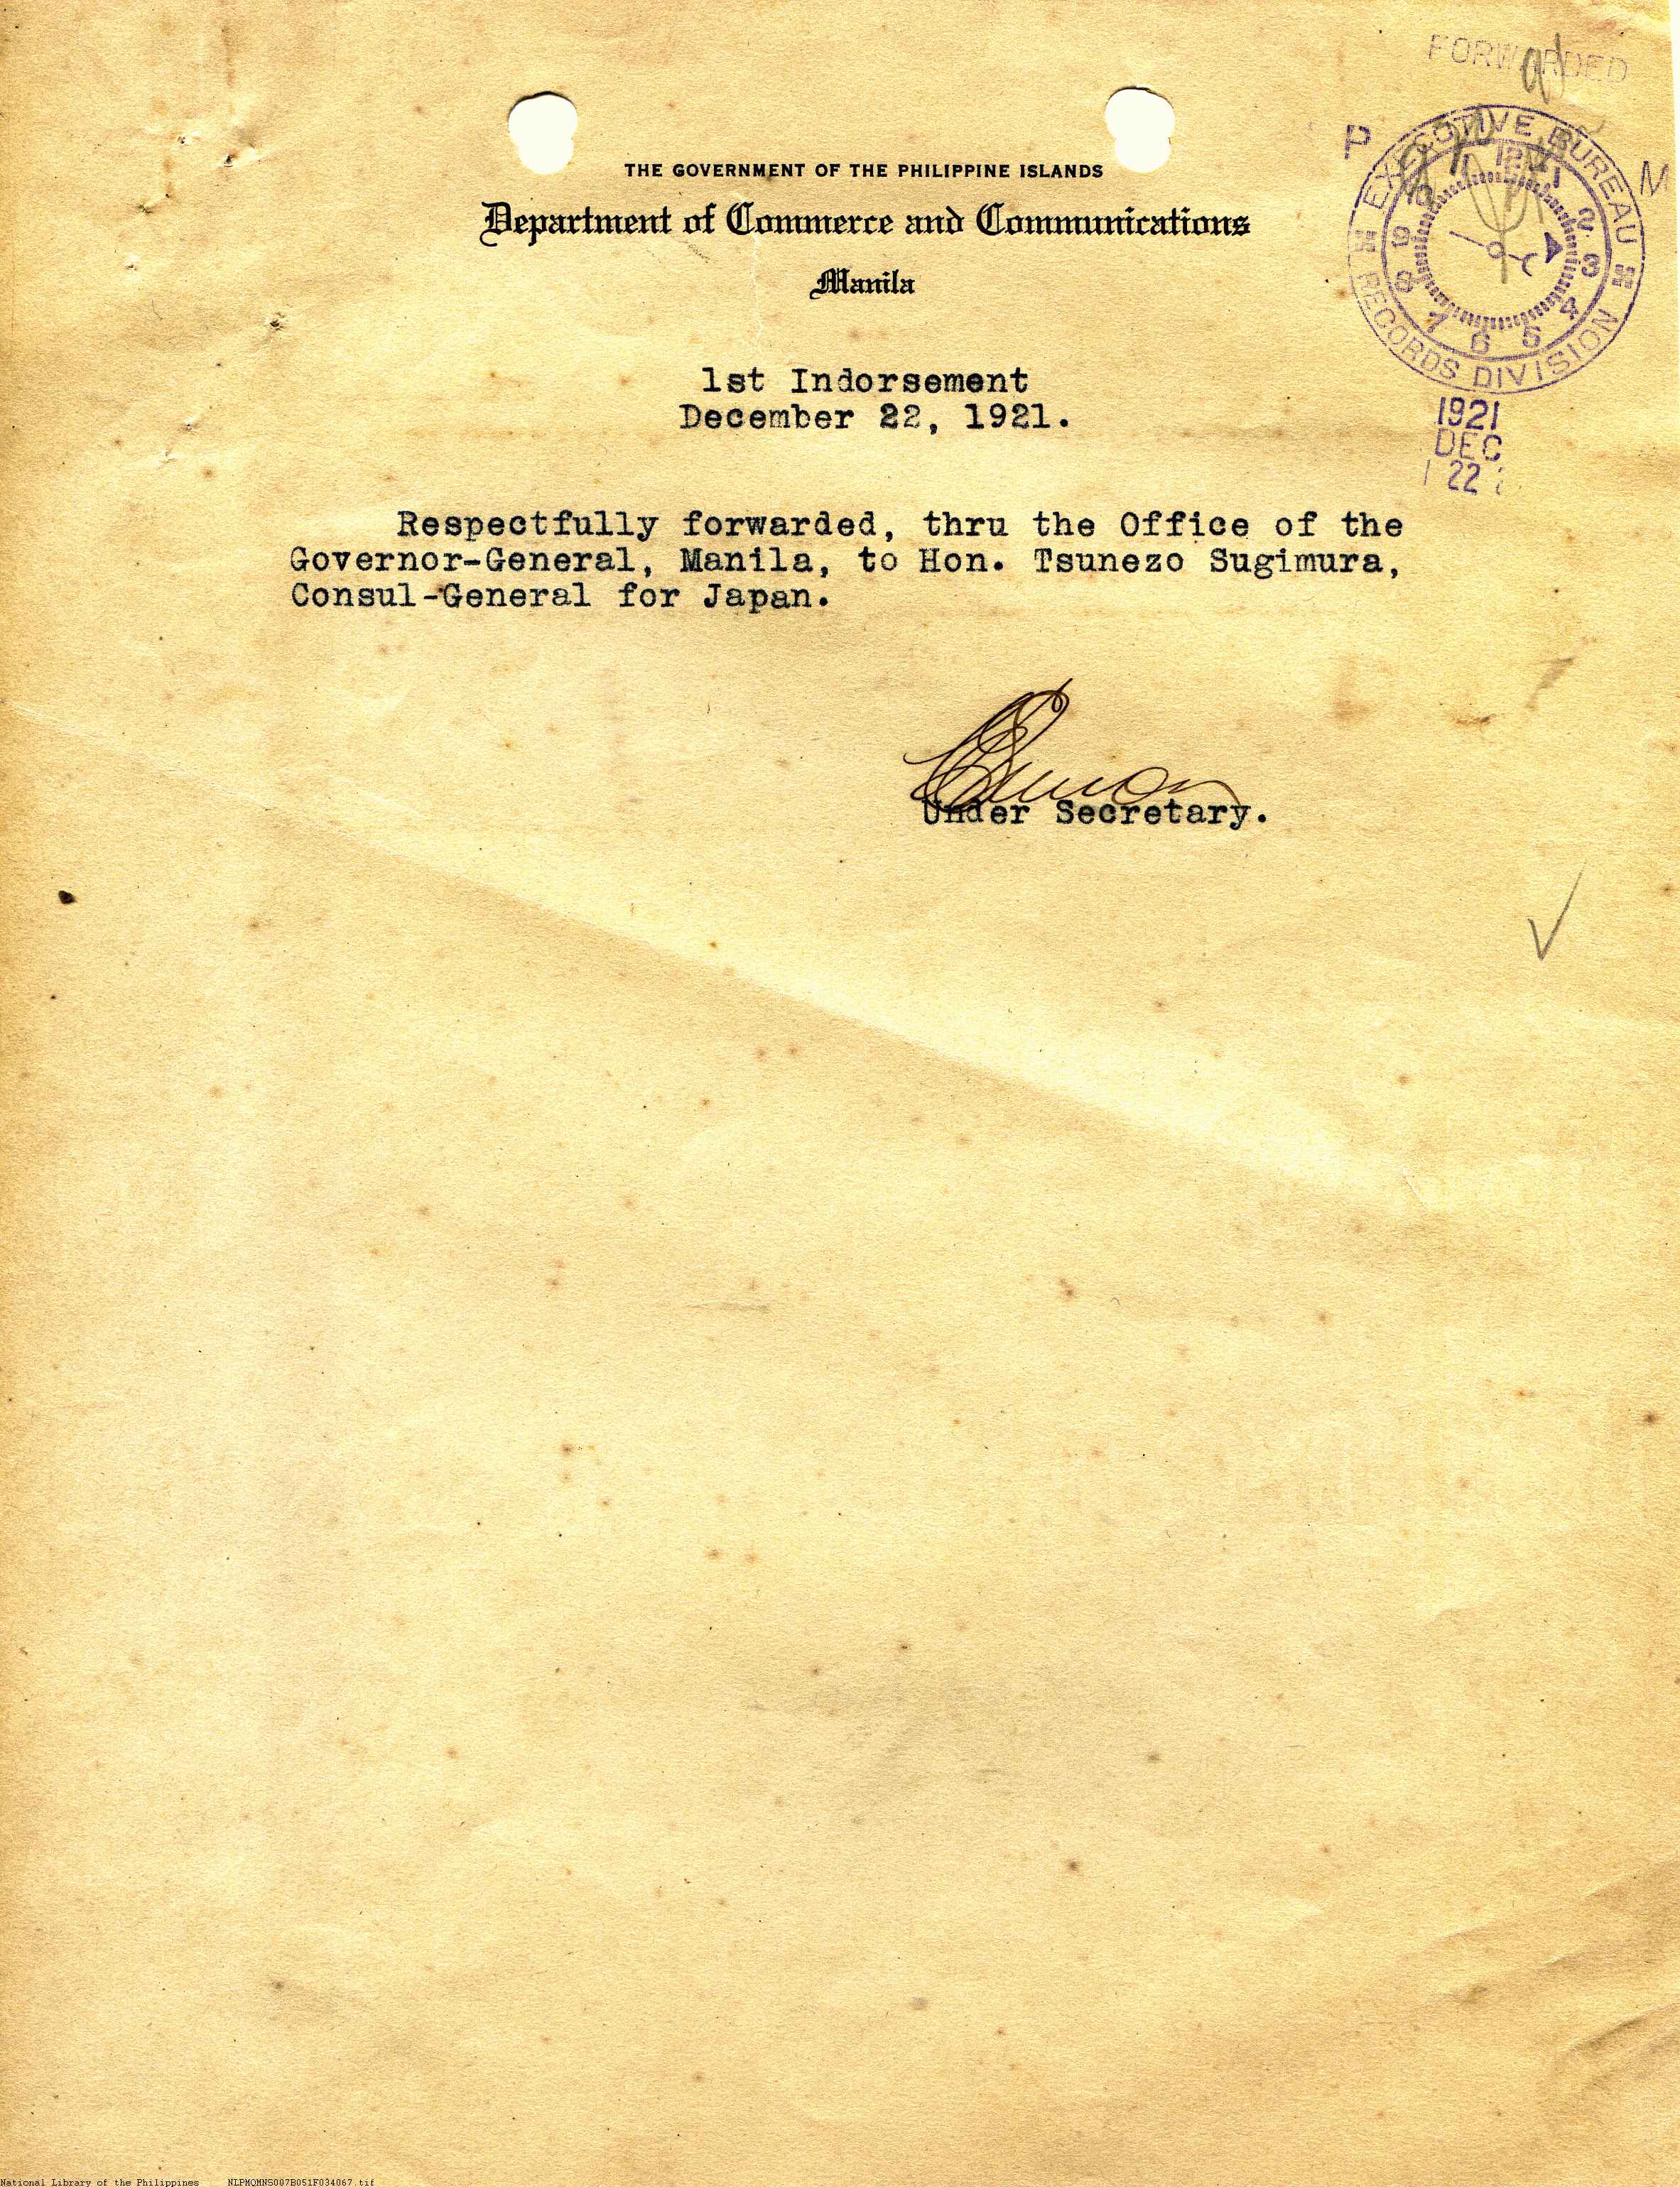 FORWARDED
P M
EXECUTIVE BUREAU
RECORDS DIVISION
1921
DEC
22
THE GOVERNMENT OF THE PHILIPPINE ISLANDS
Department of Commerce and Communications
Manila
1st Indorsement
December 22, 1921.
Respectfully forwarded, thru the Office of the
Governor-General, Manila, to Hon. Tsunezo Sugimura,
Consul-General for Japan.
Under Secretary.
National Library of the Philippines NLPMQMNS007B051F034067.tif